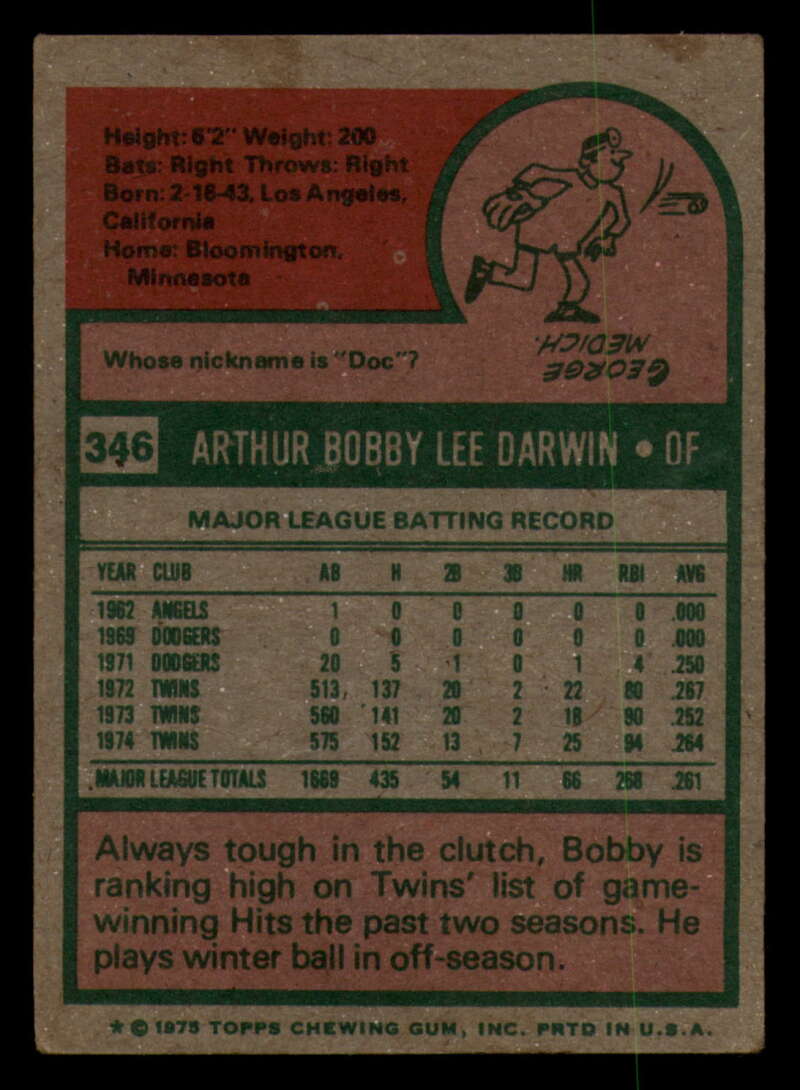 Height: 6'2" Weight: 200
Bats: Right Throws: Right
Born: 2-16-43, Los Angeles,
California
Home: Bloomington,
Minnesota
Whose nickname is "Doc"?
GEORGE
MEDICH.
346 ARTHUR BOBBY LEE DARWIN • OF
MAJOR LEAGUE BATTING RECORD
YEAR CLUB AB H 2B 3B HR RBI AVG
1962 ANGELS 1 0 0 0 0 0 .000
1969 DODGERS 0 0 0 0 0 0 .000
1971 DODGERS 20 5 1 0 1 4 .250
1972 TWINS 513 137 20 2 22 80 .267
1973 TWINS 560 141 20 2 18 90 .252
1974 TWINS 575 152 13 7 25 94 .264
MAJOR LEAGUE TOTALS 1669 435 54 11 66 268 .261
Always tough in the clutch, Bobby is
ranking high on Twins' list of game-
winning Hits the past two seasons. He
plays winter ball in off-season.
* © 1975 TOPPS CHEWING GUM, INC. PRTD IN U.S.A.